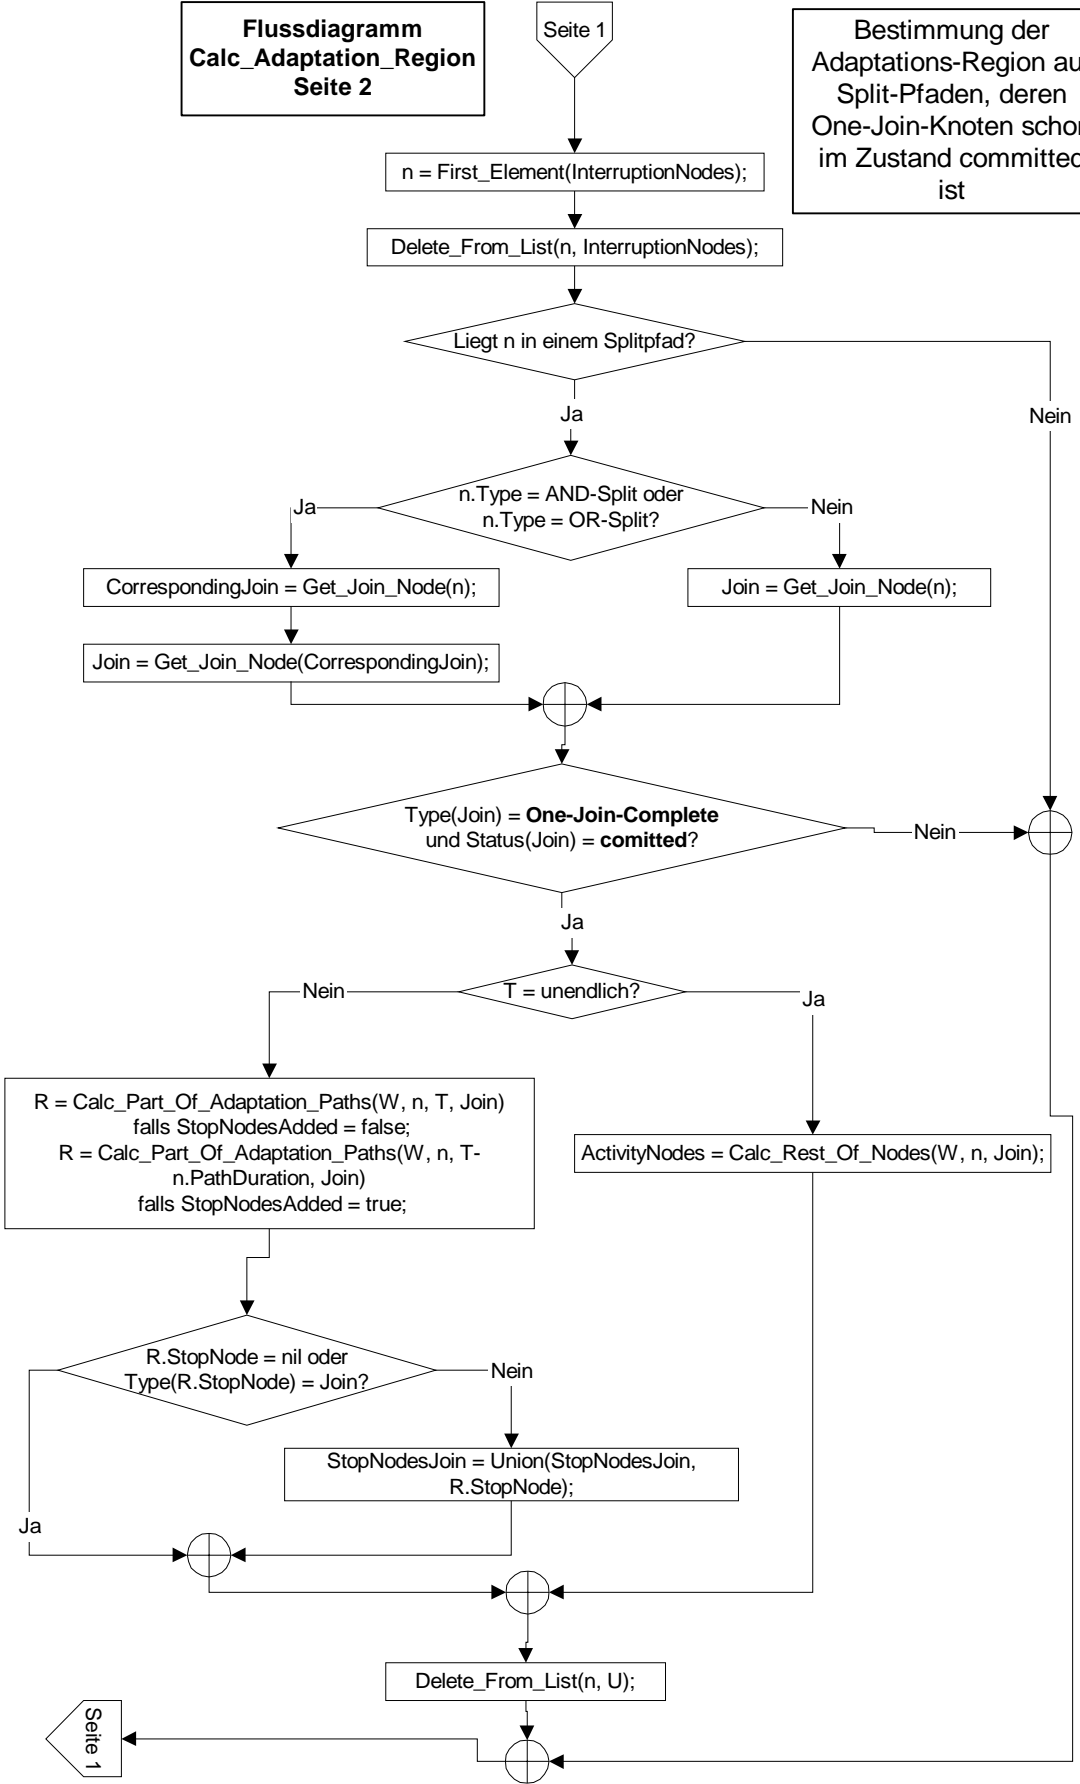 Flussdiagramm
Calc_Adaptation_Region
Seite 2
Seite 1
Bestimmung der
Adaptations-Region au
Split-Pfaden, deren
One-Join-Knoten schon
im Zustand committed
ist
n = First_Element(InterruptionNodes);
Delete_From_List(n, InterruptionNodes);
Liegt n in einem Splitpfad?
Ja
Nein
n.Type = AND-Split oder
n.Type = OR-Split?
Ja
Nein
CorrespondingJoin = Get_Join_Node(n);
Join = Get_Join_Node(n);
Join = Get_Join_Node(CorrespondingJoin);
Type(Join) = One-Join-Complete
und Status(Join) = comitted?
Nein
Ja
T = unendlich?
Nein
Ja
R = Calc_Part_Of_Adaptation_Paths(W, n, T, Join)
falls StopNodesAdded = false;
R = Calc_Part_Of_Adaptation_Paths(W, n, T-
n.PathDuration, Join)
falls StopNodesAdded = true;
ActivityNodes = Calc_Rest_Of_Nodes(W, n, Join);
R.StopNode = nil oder
Type(R.StopNode) = Join?
Nein
StopNodesJoin = Union(StopNodesJoin,
R.StopNode);
Ja
Delete_From_List(n, U);
Seite 1